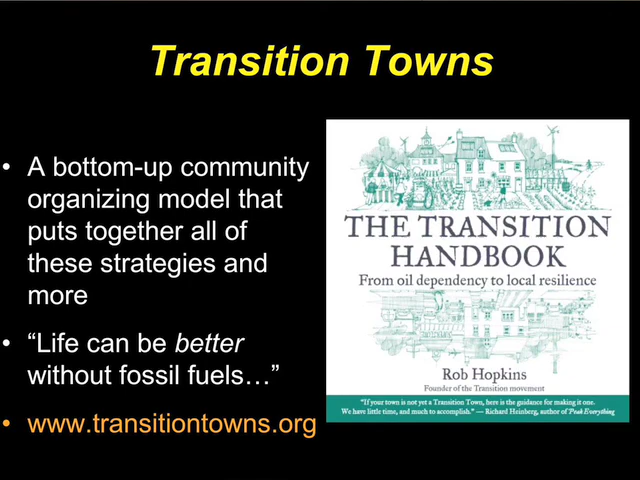 Transition Towns
• A bottom-up community
organizing model that
puts together all of
these strategies and
more
• “Life can be better
without fossil fuels…”
• www.transitiontowns.org
THE TRANSITION
HANDBOOK
From oil dependency to local resilience
Rob Hopkins
Founder of the Transition movement
"If your town is not yet a Transition Town, here is the guidance for making it one.
We have little time, and much to accomplish." — Richard Heinberg, author of 'Peak Everything